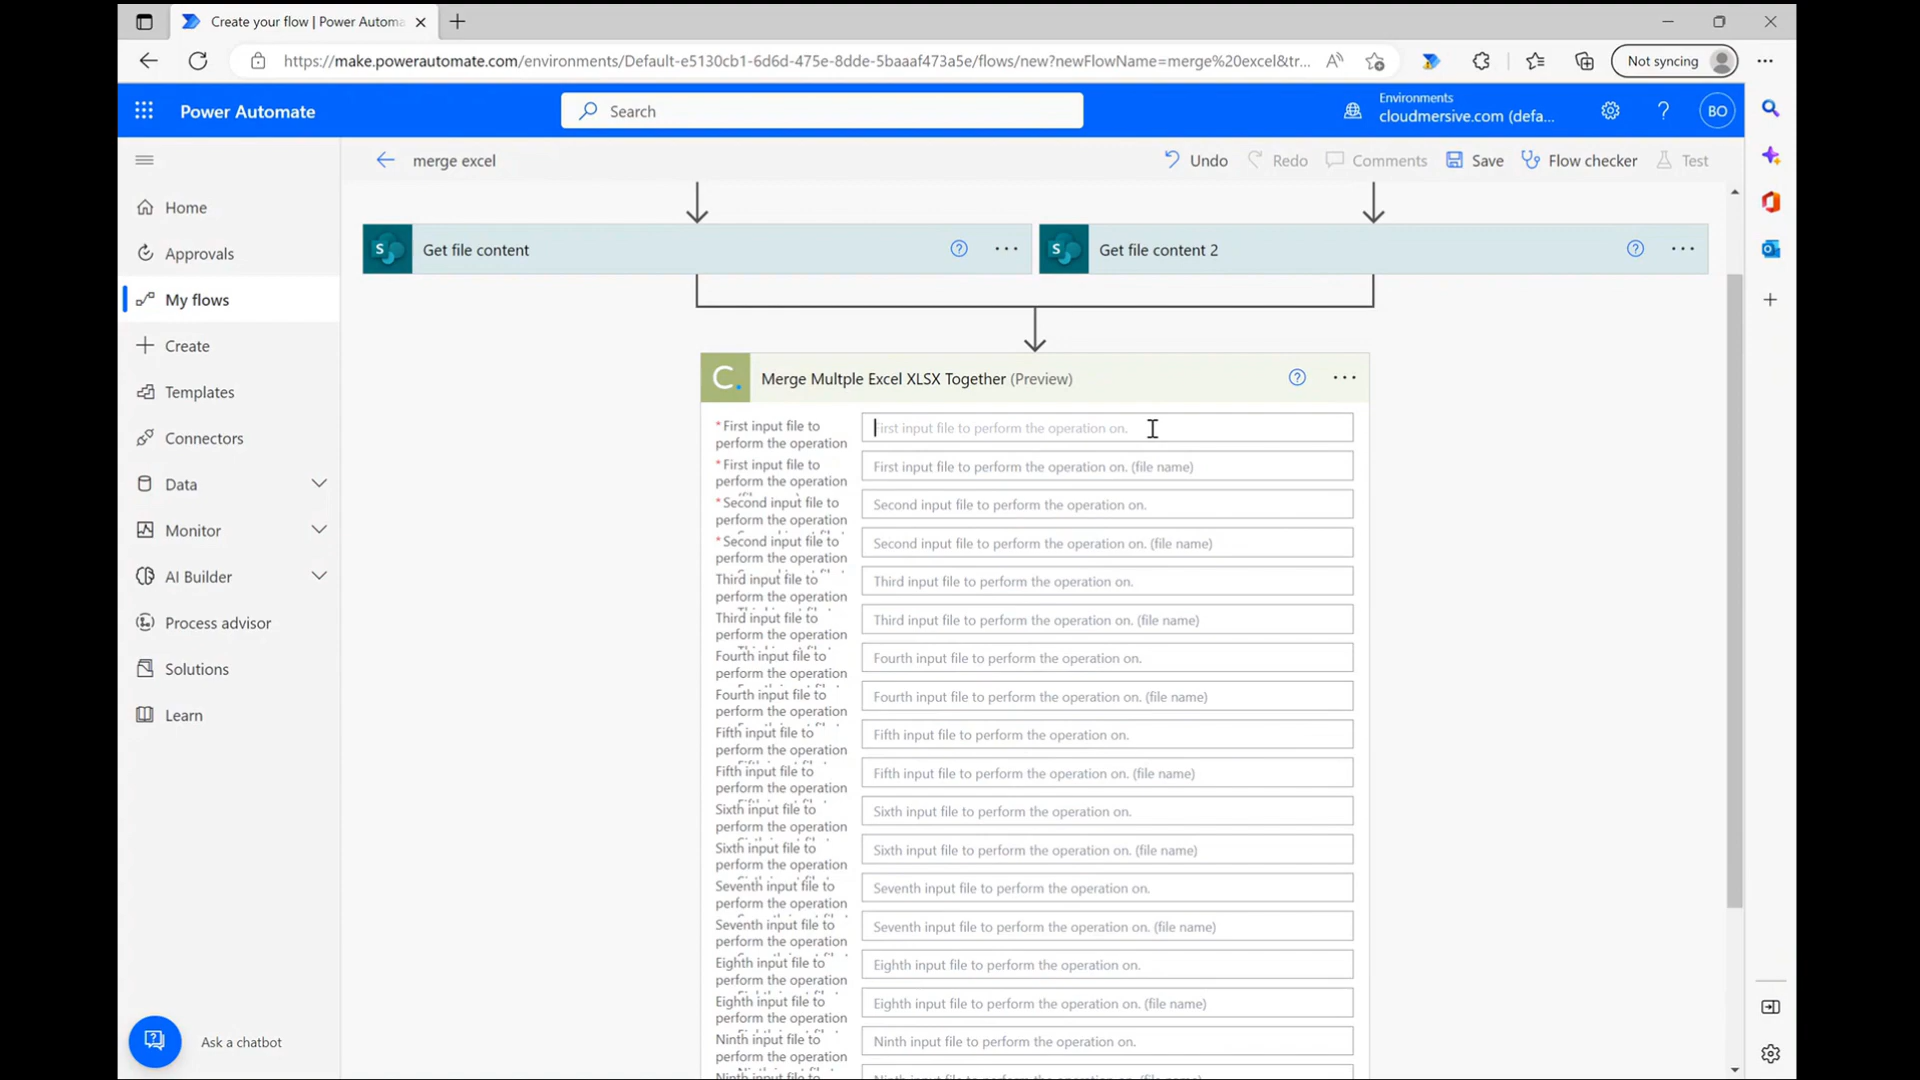 Create your flow | Power Automa
https://make.powerautomate.com/environments/Default-e5130cb1-6d6d-475e-8dde-5baaaf473a5e/flows/new?newFlowName=merge%20excel&tr...
Not syncing
Power Automate
Search
Environments
cloudmersive.com (defa...
BO
merge excel
Undo
Redo
Comments
Save
Flow checker
Test
Home
Approvals
My flows
Create
Templates
Connectors
Data
Monitor
AI Builder
Process advisor
Solutions
Learn
Ask a chatbot
S
Get file content
S
Get file content 2
C.
Merge Multple Excel XLSX Together (Preview)
* First input file to
perform the operation
First input file to perform the operation on.
* First input file to
perform the operation
First input file to perform the operation on. (file name)
* Second input file to
perform the operation
Second input file to perform the operation on.
* Second input file to
perform the operation
Second input file to perform the operation on. (file name)
Third input file to
perform the operation
Third input file to perform the operation on.
Third input file to
perform the operation
Third input file to perform the operation on. (file name)
Fourth input file to
perform the operation
Fourth input file to perform the operation on.
Fourth input file to
perform the operation
Fourth input file to perform the operation on. (file name)
Fifth input file to
perform the operation
Fifth input file to perform the operation on.
Fifth input file to
perform the operation
Fifth input file to perform the operation on. (file name)
Sixth input file to
perform the operation
Sixth input file to perform the operation on.
Sixth input file to
perform the operation
Sixth input file to perform the operation on. (file name)
Seventh input file to
perform the operation
Seventh input file to perform the operation on.
Seventh input file to
perform the operation
Seventh input file to perform the operation on. (file name)
Eighth input file to
perform the operation
Eighth input file to perform the operation on.
Eighth input file to
perform the operation
Eighth input file to perform the operation on. (file name)
Ninth input file to
perform the operation
Ninth input file to perform the operation on.